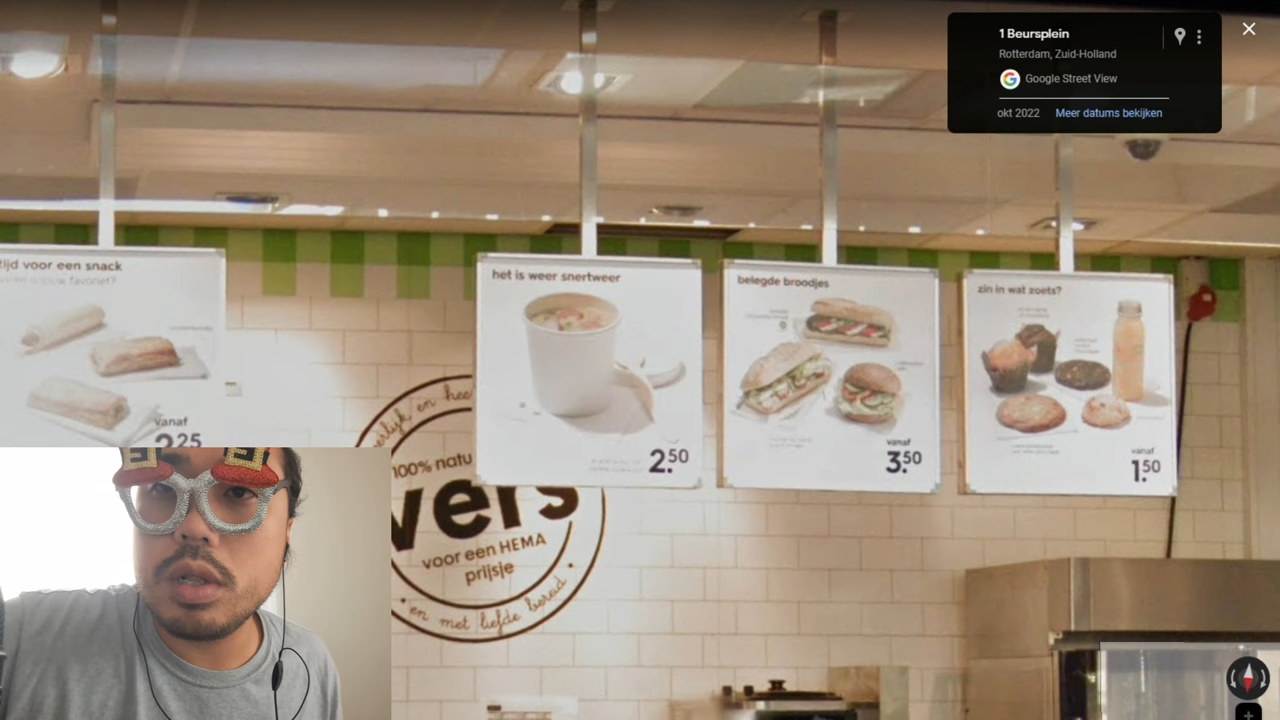 1 Beursplein
Rotterdam, Zuid-Holland
Google Street View
okt 2022 Meer datums bekijken
tijd voor een snack
favoriet?
vanaf
2.25
het is weer snertweer
2.50
belegde broodjes
vanaf
3.50
zin in wat zoets?
vanaf
1.50
100% natu
vers
voor een HEMA
prijsje
en met liefde bereid